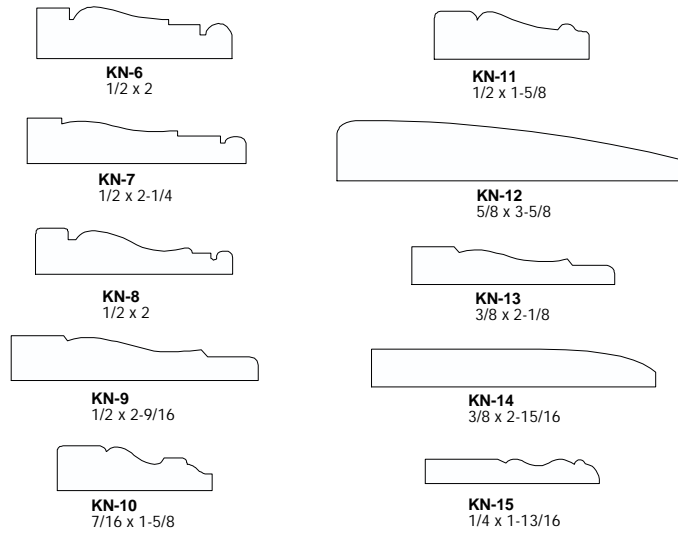 KN-6
1/2 x 2
KN-7
1/2 x 2-1/4
KN-8
1/2 x 2
KN-9
1/2 x 2-9/16
KN-10
7/16 x 1-5/8
KN-11
1/2 x 1-5/8
KN-12
5/8 x 3-5/8
KN-13
3/8 x 2-1/8
KN-14
3/8 x 2-15/16
KN-15
1/4 x 1-13/16